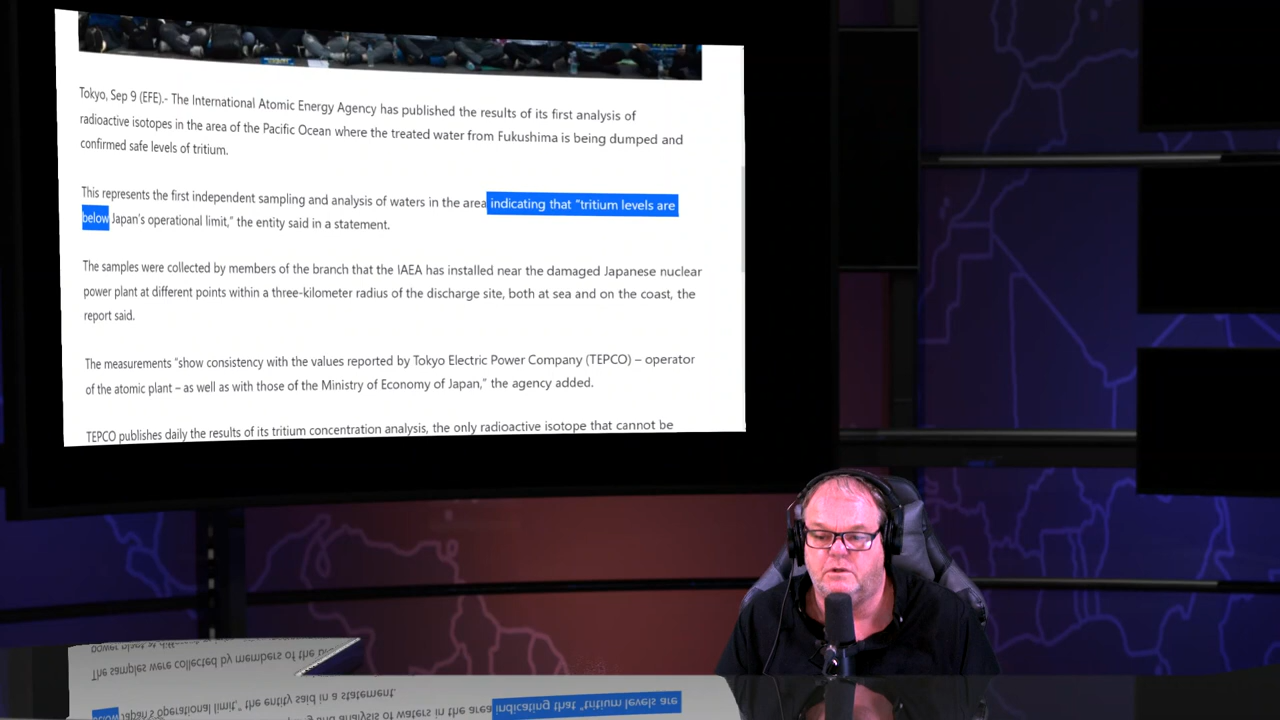 Tokyo, Sep 9 (EFE).- The International Atomic Energy Agency has published the results of its first analysis of
radioactive isotopes in the area of the Pacific Ocean where the treated water from Fukushima is being dumped and
confirmed safe levels of tritium.
This represents the first independent sampling and analysis of waters in the area indicating that “tritium levels are
below Japan's operational limit,” the entity said in a statement.
The samples were collected by members of the branch that the IAEA has installed near the damaged Japanese nuclear
power plant at different points within a three-kilometer radius of the discharge site, both at sea and on the coast, the
report said.
The measurements “show consistency with the values reported by Tokyo Electric Power Company (TEPCO) – operator
of the atomic plant – as well as with those of the Ministry of Economy of Japan,” the agency added.
TEPCO publishes daily the results of its tritium concentration analysis, the only radioactive isotope that cannot be